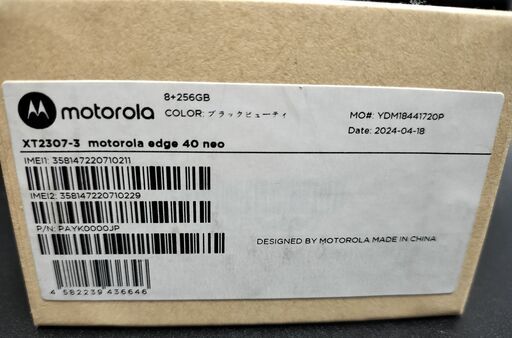 motorola
8+256GB
COLOR: ブラックビューティ
MO#: YDM18441720P
Date: 2024-04-18
XT2307-3 motorola edge 40 neo
IMEI1: 358147220710211
IMEI2: 358147220710229
P/N: PAYK0000JP
DESIGNED BY MOTOROLA MADE IN CHINA
4 582239 436646